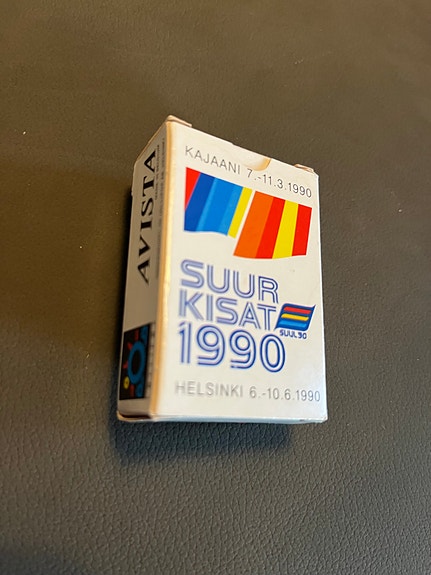 AVISTA
KAJAANI 7.-11.3.1990
SUUR
KISAT
1990
SUUL 90
HELSINKI 6.-10.6.1990